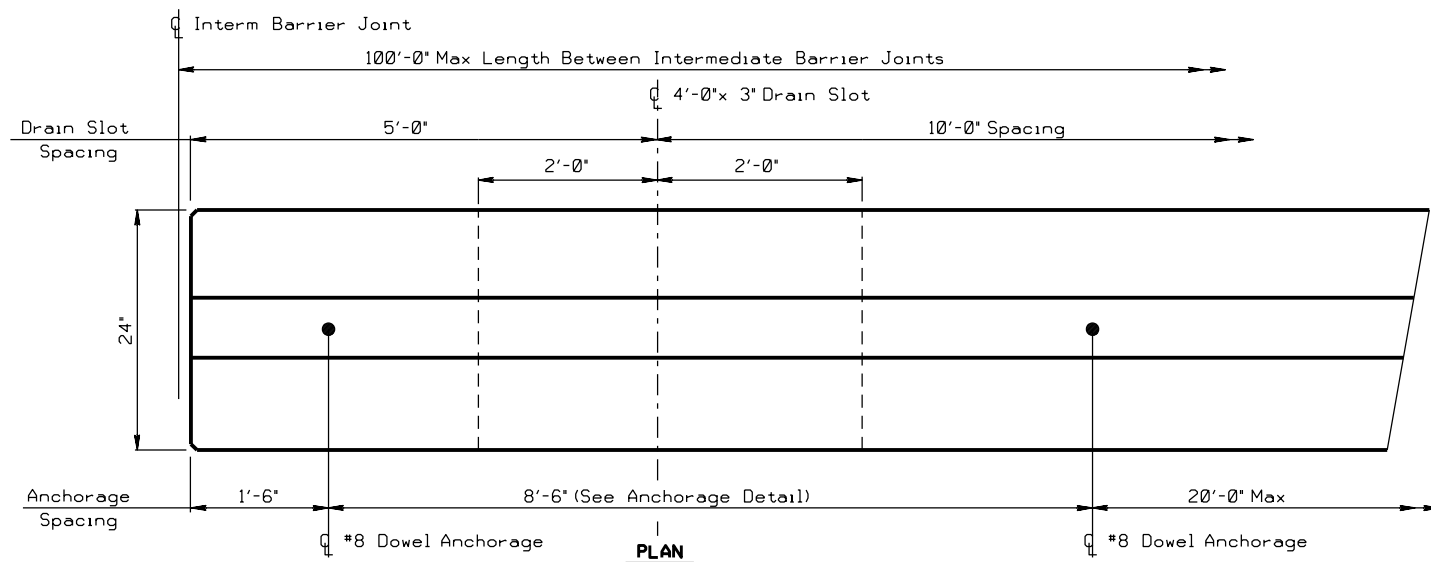 ℄ Interm Barrier Joint
100'-0" Max Length Between Intermediate Barrier Joints
℄ 4'-0"x 3" Drain Slot
Drain Slot
Spacing
5'-0"
10'-0" Spacing
2'-0"
2'-0"
24"
Anchorage
Spacing
1'-6"
8'-6" (See Anchorage Detail)
20'-0" Max
℄ #8 Dowel Anchorage
℄ #8 Dowel Anchorage
PLAN